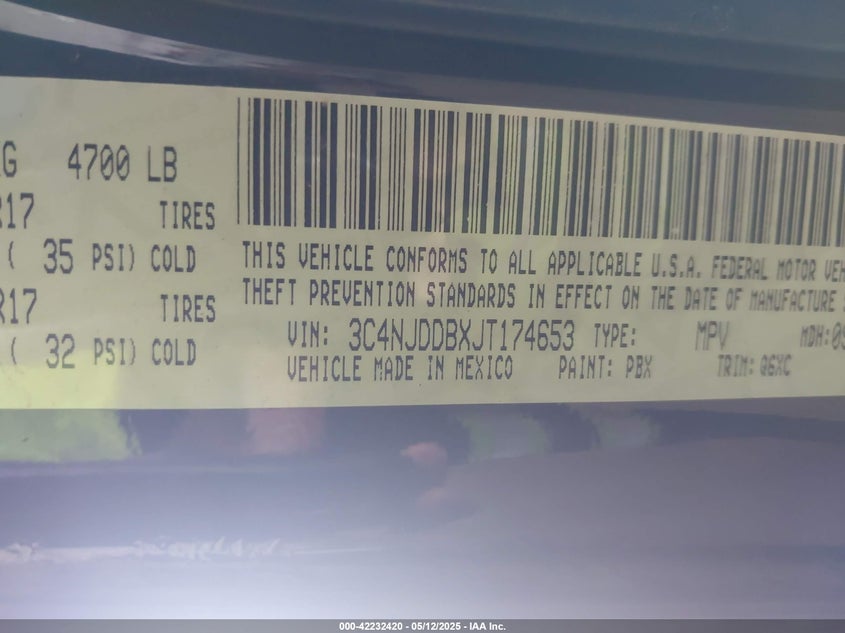 G 4700 LB
R17 TIRES
( 35 PSI) COLD
R17 TIRES
( 32 PSI) COLD
THIS VEHICLE CONFORMS TO ALL APPLICABLE U.S.A. FEDERAL MOTOR VEH
THEFT PREVENTION STANDARDS IN EFFECT ON THE DATE OF MANUFACTURE
VIN: 3C4NJDDBXJT174653 TYPE: MPV MDH:09
VEHICLE MADE IN MEXICO PAINT: PBX TRIM: Q6XC
000-42232420 - 05/12/2025 - IAA Inc.